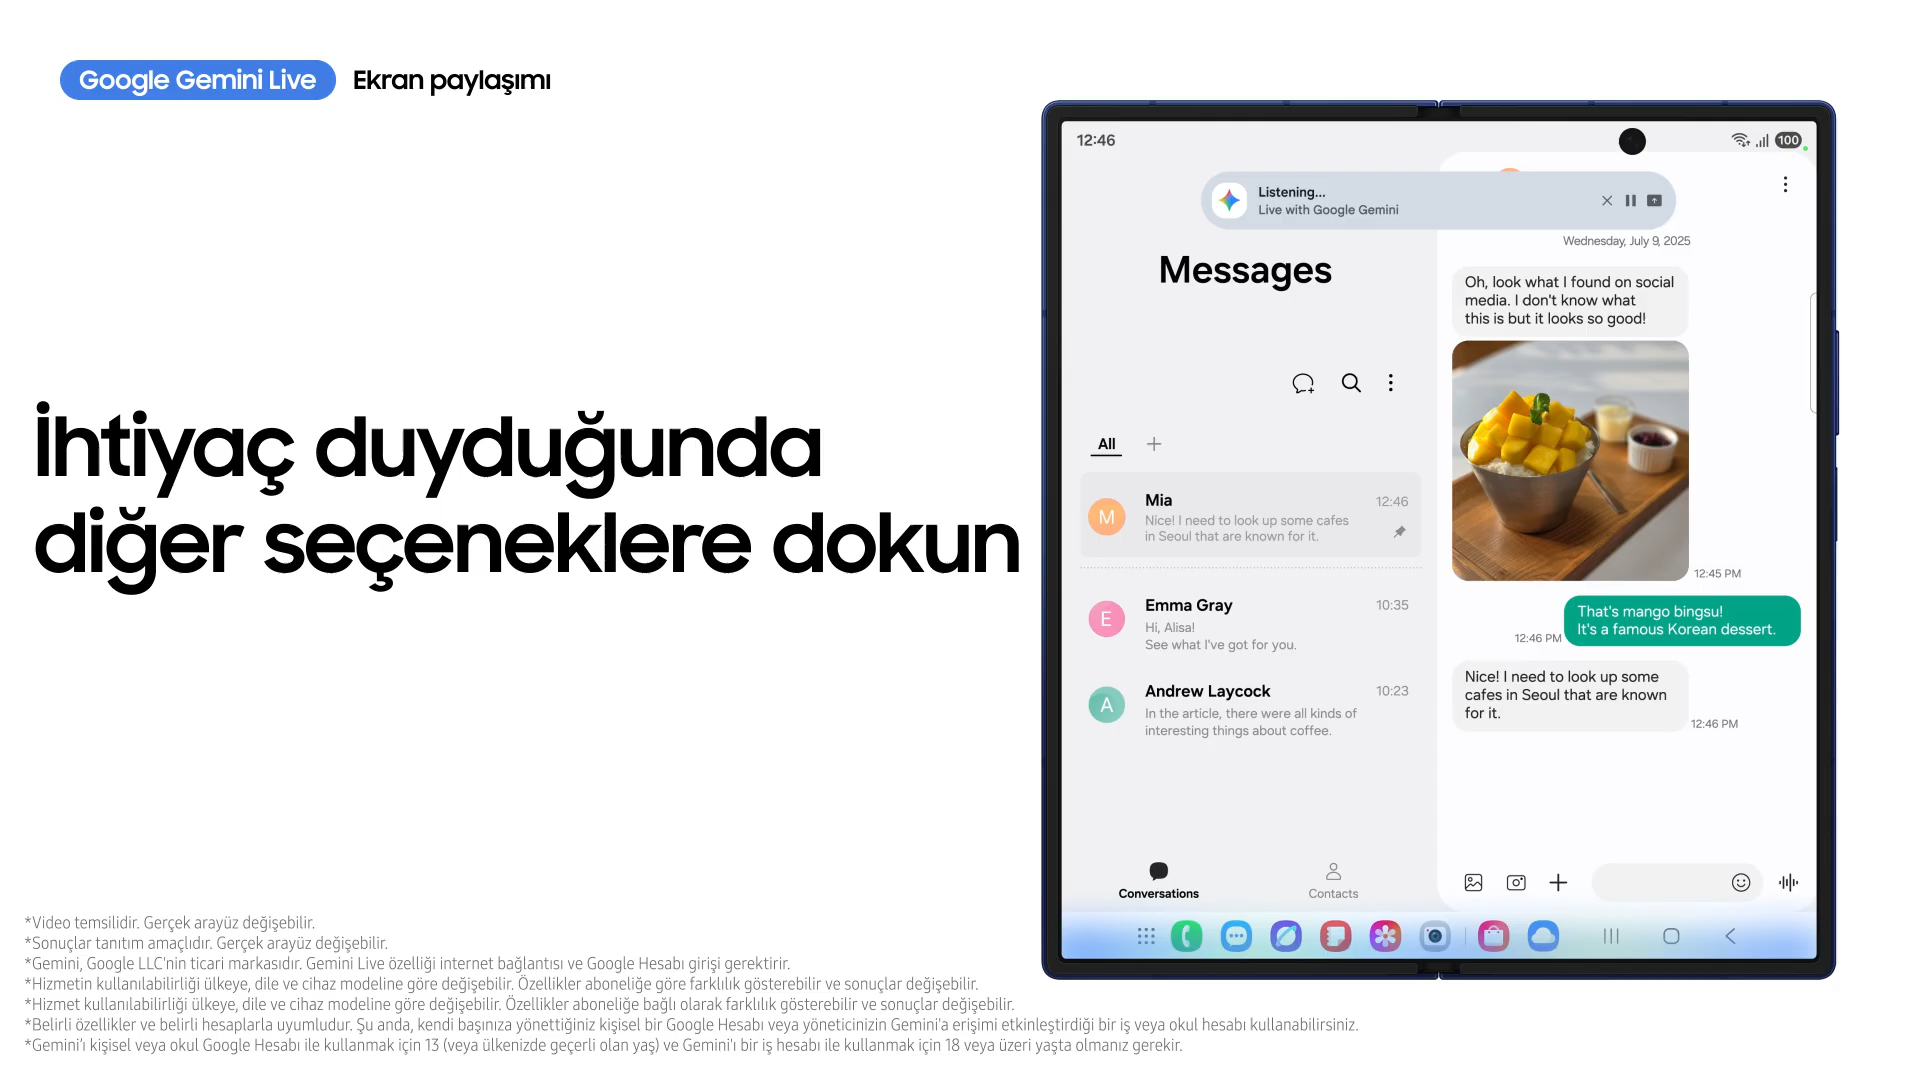 Google Gemini Live Ekran paylaşımı
İhtiyaç duyduğunda
diğer seçeneklere dokun
12:46
100
Listening...
Live with Google Gemini
Messages
All
Mia 12:46
Nice! I need to look up some cafes
in Seoul that are known for it.
Emma Gray 10:35
Hi, Alisa!
See what I've got for you.
Andrew Laycock 10:23
In the article, there were all kinds of
interesting things about coffee.
Conversations
Contacts
Wednesday, July 9, 2025
Oh, look what I found on social
media. I don't know what
this is but it looks so good!
12:45 PM
That's mango bingsu!
It's a famous Korean dessert.
12:46 PM
Nice! I need to look up some
cafes in Seoul that are known
for it.
12:46 PM
M
E
A
*Video temsilidir. Gerçek arayüz değişebilir.
*Sonuçlar tanıtım amaçlıdır. Gerçek arayüz değişebilir.
*Gemini, Google LLC'nin ticari markasıdır. Gemini Live özelliği internet bağlantısı ve Google Hesabı girişi gerektirir.
*Hizmetin kullanılabilirliği ülkeye, dile ve cihaz modeline göre değişebilir. Özellikler aboneliğe göre farklılık gösterebilir ve sonuçlar değişebilir.
*Hizmet kullanılabilirliği ülkeye, dile ve cihaz modeline göre değişebilir. Özellikler aboneliğe bağlı olarak farklılık gösterebilir ve sonuçlar değişebilir.
*Belirli özellikler ve belirli hesaplarla uyumludur. Şu anda, kendi başınıza yönettiğiniz kişisel bir Google Hesabı veya yöneticinizin Gemini'a erişimi etkinleştirdiği bir iş veya okul hesabı kullanabilirsiniz.
*Gemini'ı kişisel veya okul Google Hesabı ile kullanmak için 13 (veya ülkenizde geçerli olan yaş) ve Gemini'ı bir iş hesabı ile kullanmak için 18 veya üzeri yaşta olmanız gerekir.